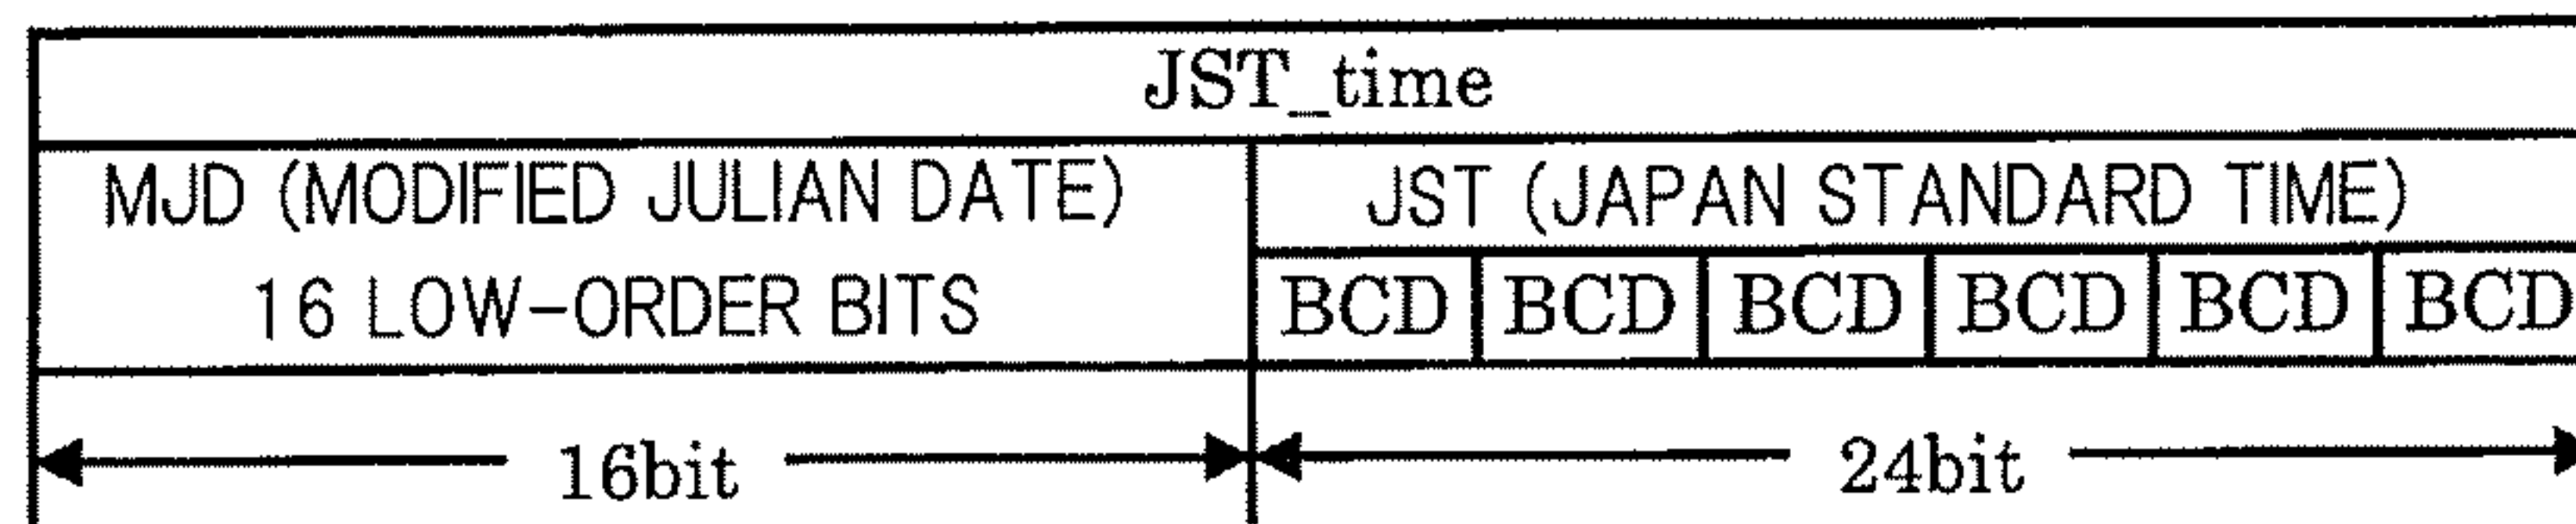 JST_time
MJD (MODIFIED JULIAN DATE)
16 LOW-ORDER BITS
JST (JAPAN STANDARD TIME)
BCD BCD BCD BCD BCD BCD
16bit 24bit